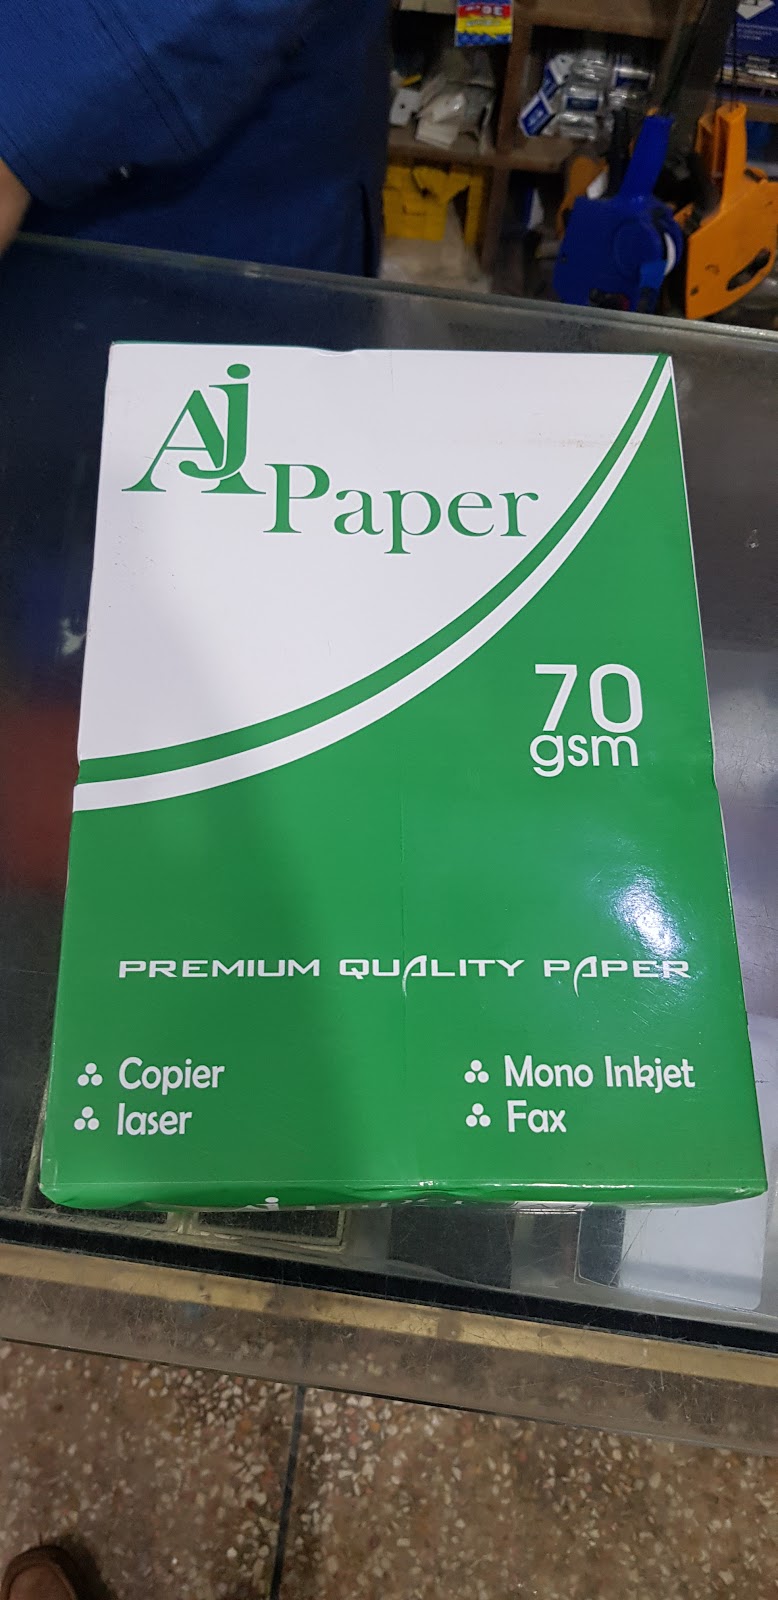 AJ
Paper
70
gsm
PREMIUM QUALITY PAPER
Copier
laser
Mono Inkjet
Fax